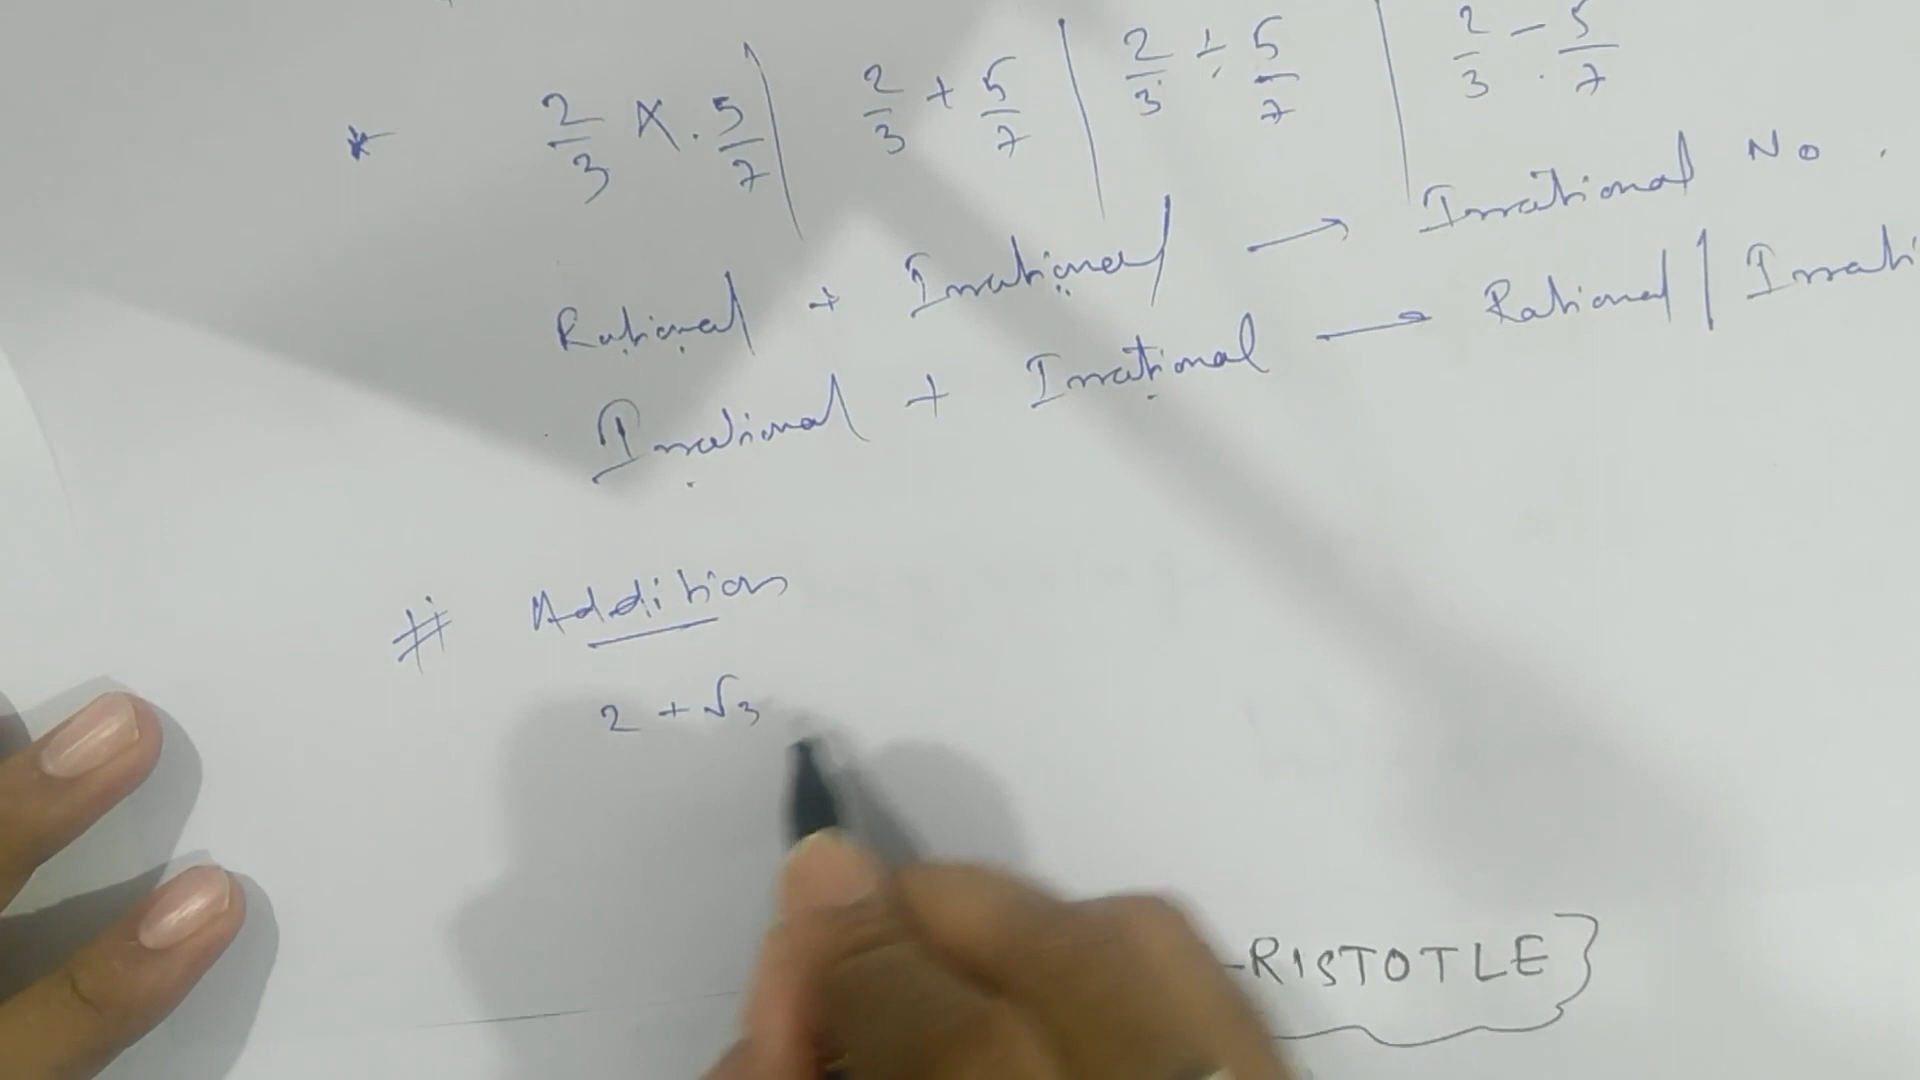 * 2/3 × . 5/7 | 2/3 + 5/7 | 2/3 ÷ 5/7 | 2/3 - 5/7
Rational + Irrational → Irrational No.
Irrational + Irrational → Rational | Irrati
# Addition
2 + √3
RISTOTLE}